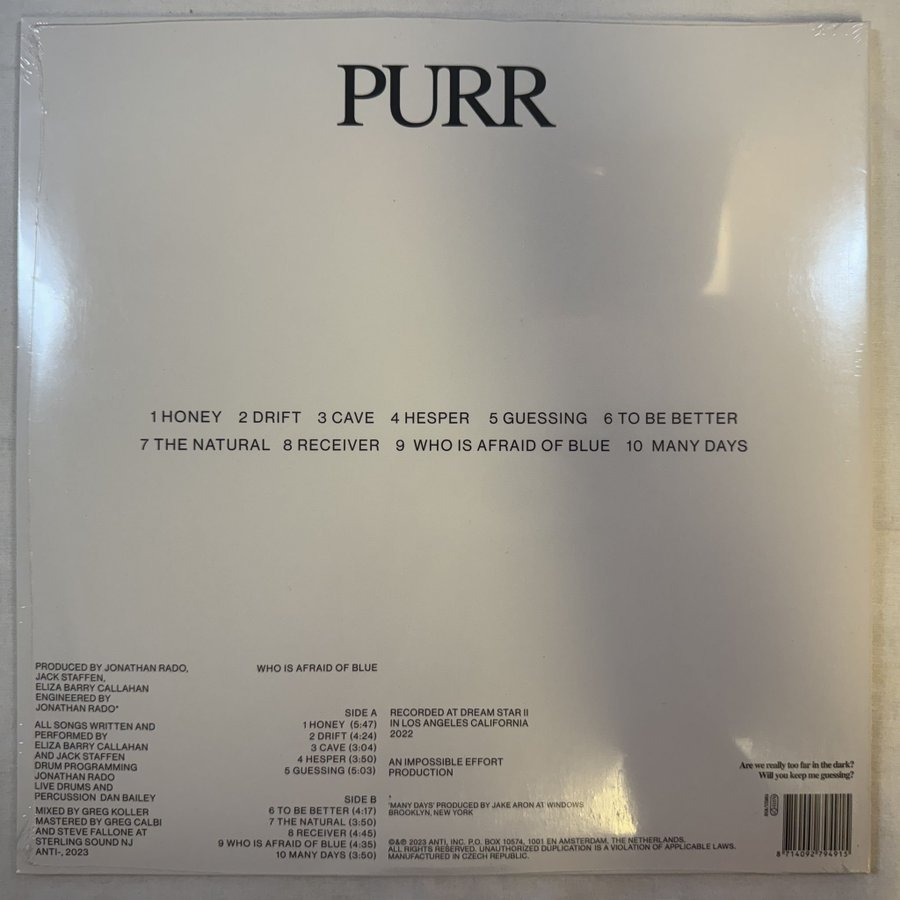 PURR
1 HONEY 2 DRIFT 3 CAVE 4 HESPER 5 GUESSING 6 TO BE BETTER
7 THE NATURAL 8 RECEIVER 9 WHO IS AFRAID OF BLUE 10 MANY DAYS
PRODUCED BY JONATHAN RADO,
JACK STAFFEN,
ELIZA BARRY CALLAHAN
ENGINEERED BY
JONATHAN RADO*
ALL SONGS WRITTEN AND
PERFORMED BY
ELIZA BARRY CALLAHAN
AND JACK STAFFEN
DRUM PROGRAMMING
JONATHAN RADO
LIVE DRUMS AND
PERCUSSION DAN BAILEY
MIXED BY GREG KOLLER
MASTERED BY GREG CALBI
AND STEVE FALLONE AT
STERLING SOUND NJ
ANTI-, 2023
WHO IS AFRAID OF BLUE
SIDE A
1 HONEY (5:47)
2 DRIFT (4:24)
3 CAVE (3:04)
4 HESPER (3:50)
5 GUESSING (5:03)
SIDE B
6 TO BE BETTER (4:17)
7 THE NATURAL (3:50)
8 RECEIVER (4:45)
9 WHO IS AFRAID OF BLUE (4:35)
10 MANY DAYS (3:50)
RECORDED AT DREAM STAR II
IN LOS ANGELES CALIFORNIA
2022
AN IMPOSSIBLE EFFORT
PRODUCTION
*
'MANY DAYS' PRODUCED BY JAKE ARON AT WINDOWS
BROOKLYN, NEW YORK
©&℗ 2023 ANTI, INC. P.O. BOX 10574, 1001 EN AMSTERDAM, THE NETHERLANDS.
ALL RIGHTS RESERVED. UNAUTHORIZED DUPLICATION IS A VIOLATION OF APPLICABLE LAWS.
MANUFACTURED IN CZECH REPUBLIC.
Are we really too far in the dark?
Will you keep me guessing?
8 714092 794915